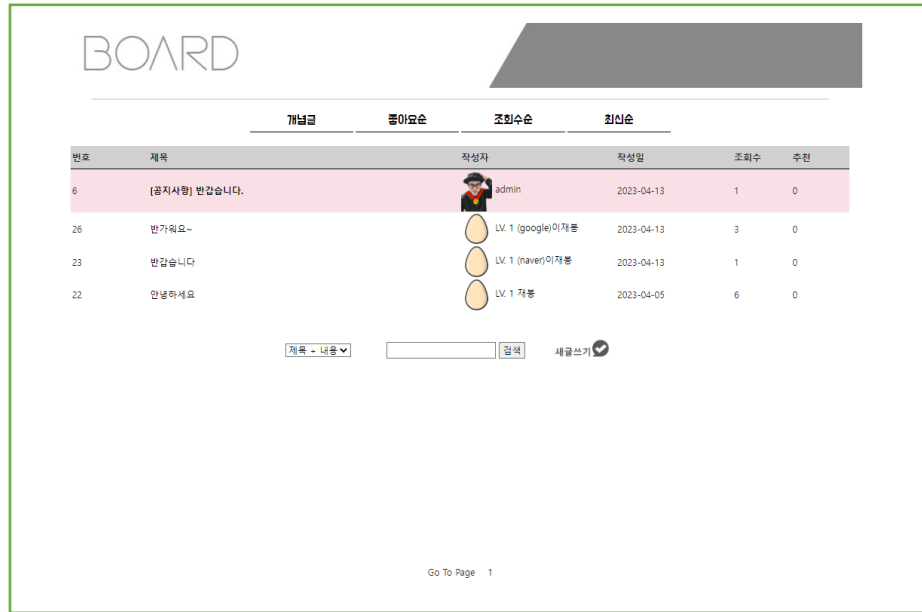 BOARD
개념글 좋아요순 조회수순 최신순
번호 제목 작성자 작성일 조회수 추천
6 [공지사항] 반갑습니다. admin 2023-04-13 1 0
26 반가워요~ LV. 1 (google)이재봉 2023-04-13 3 0
23 반갑습니다 LV. 1 (naver)이재봉 2023-04-13 1 0
22 안녕하세요 LV. 1 재봉 2023-04-05 6 0
제목 + 내용 검색 새글쓰기
Go To Page 1